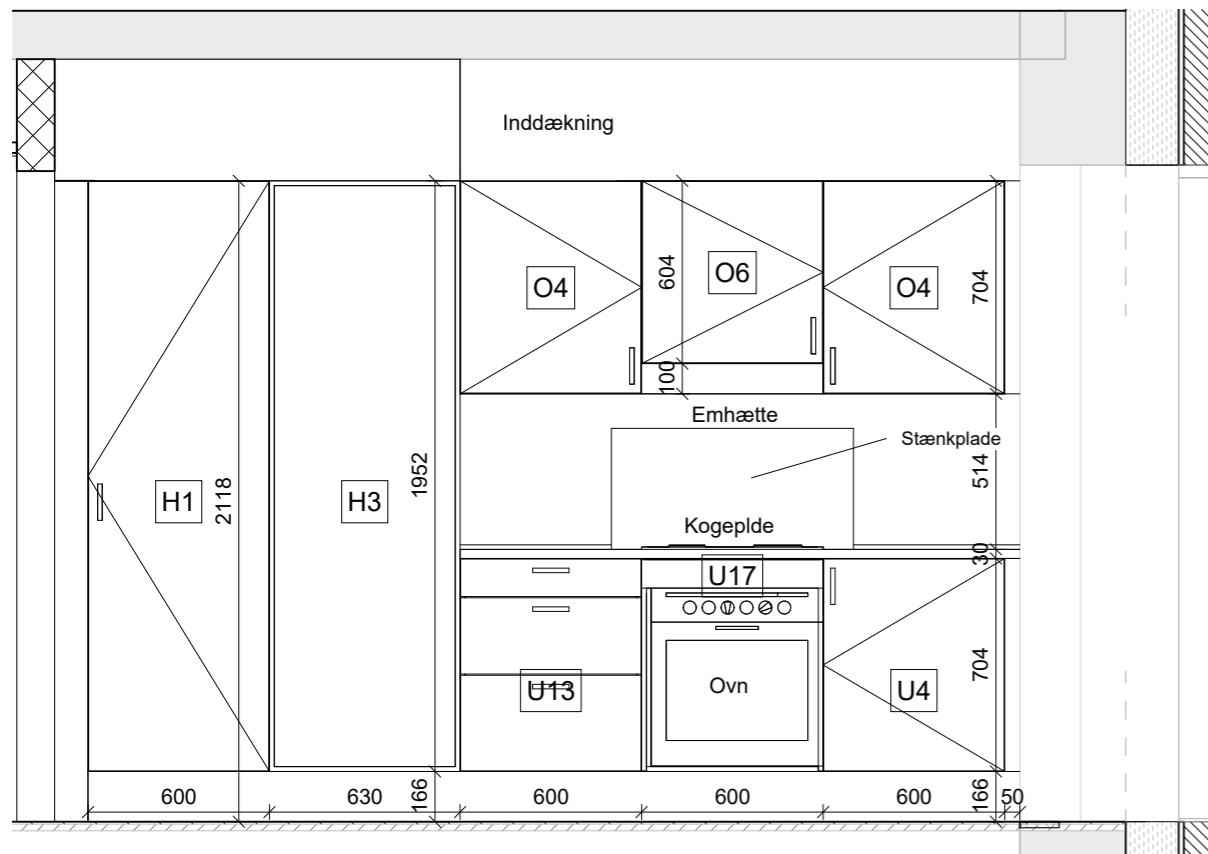 Inddækning
O4
O6
O4
604
704
100
Emhætte
Stænkplade
H1
2118
H3
1952
514
Kogeplde
30
U17
U13
Ovn
U4
704
600
630
166
600
600
600
166
50